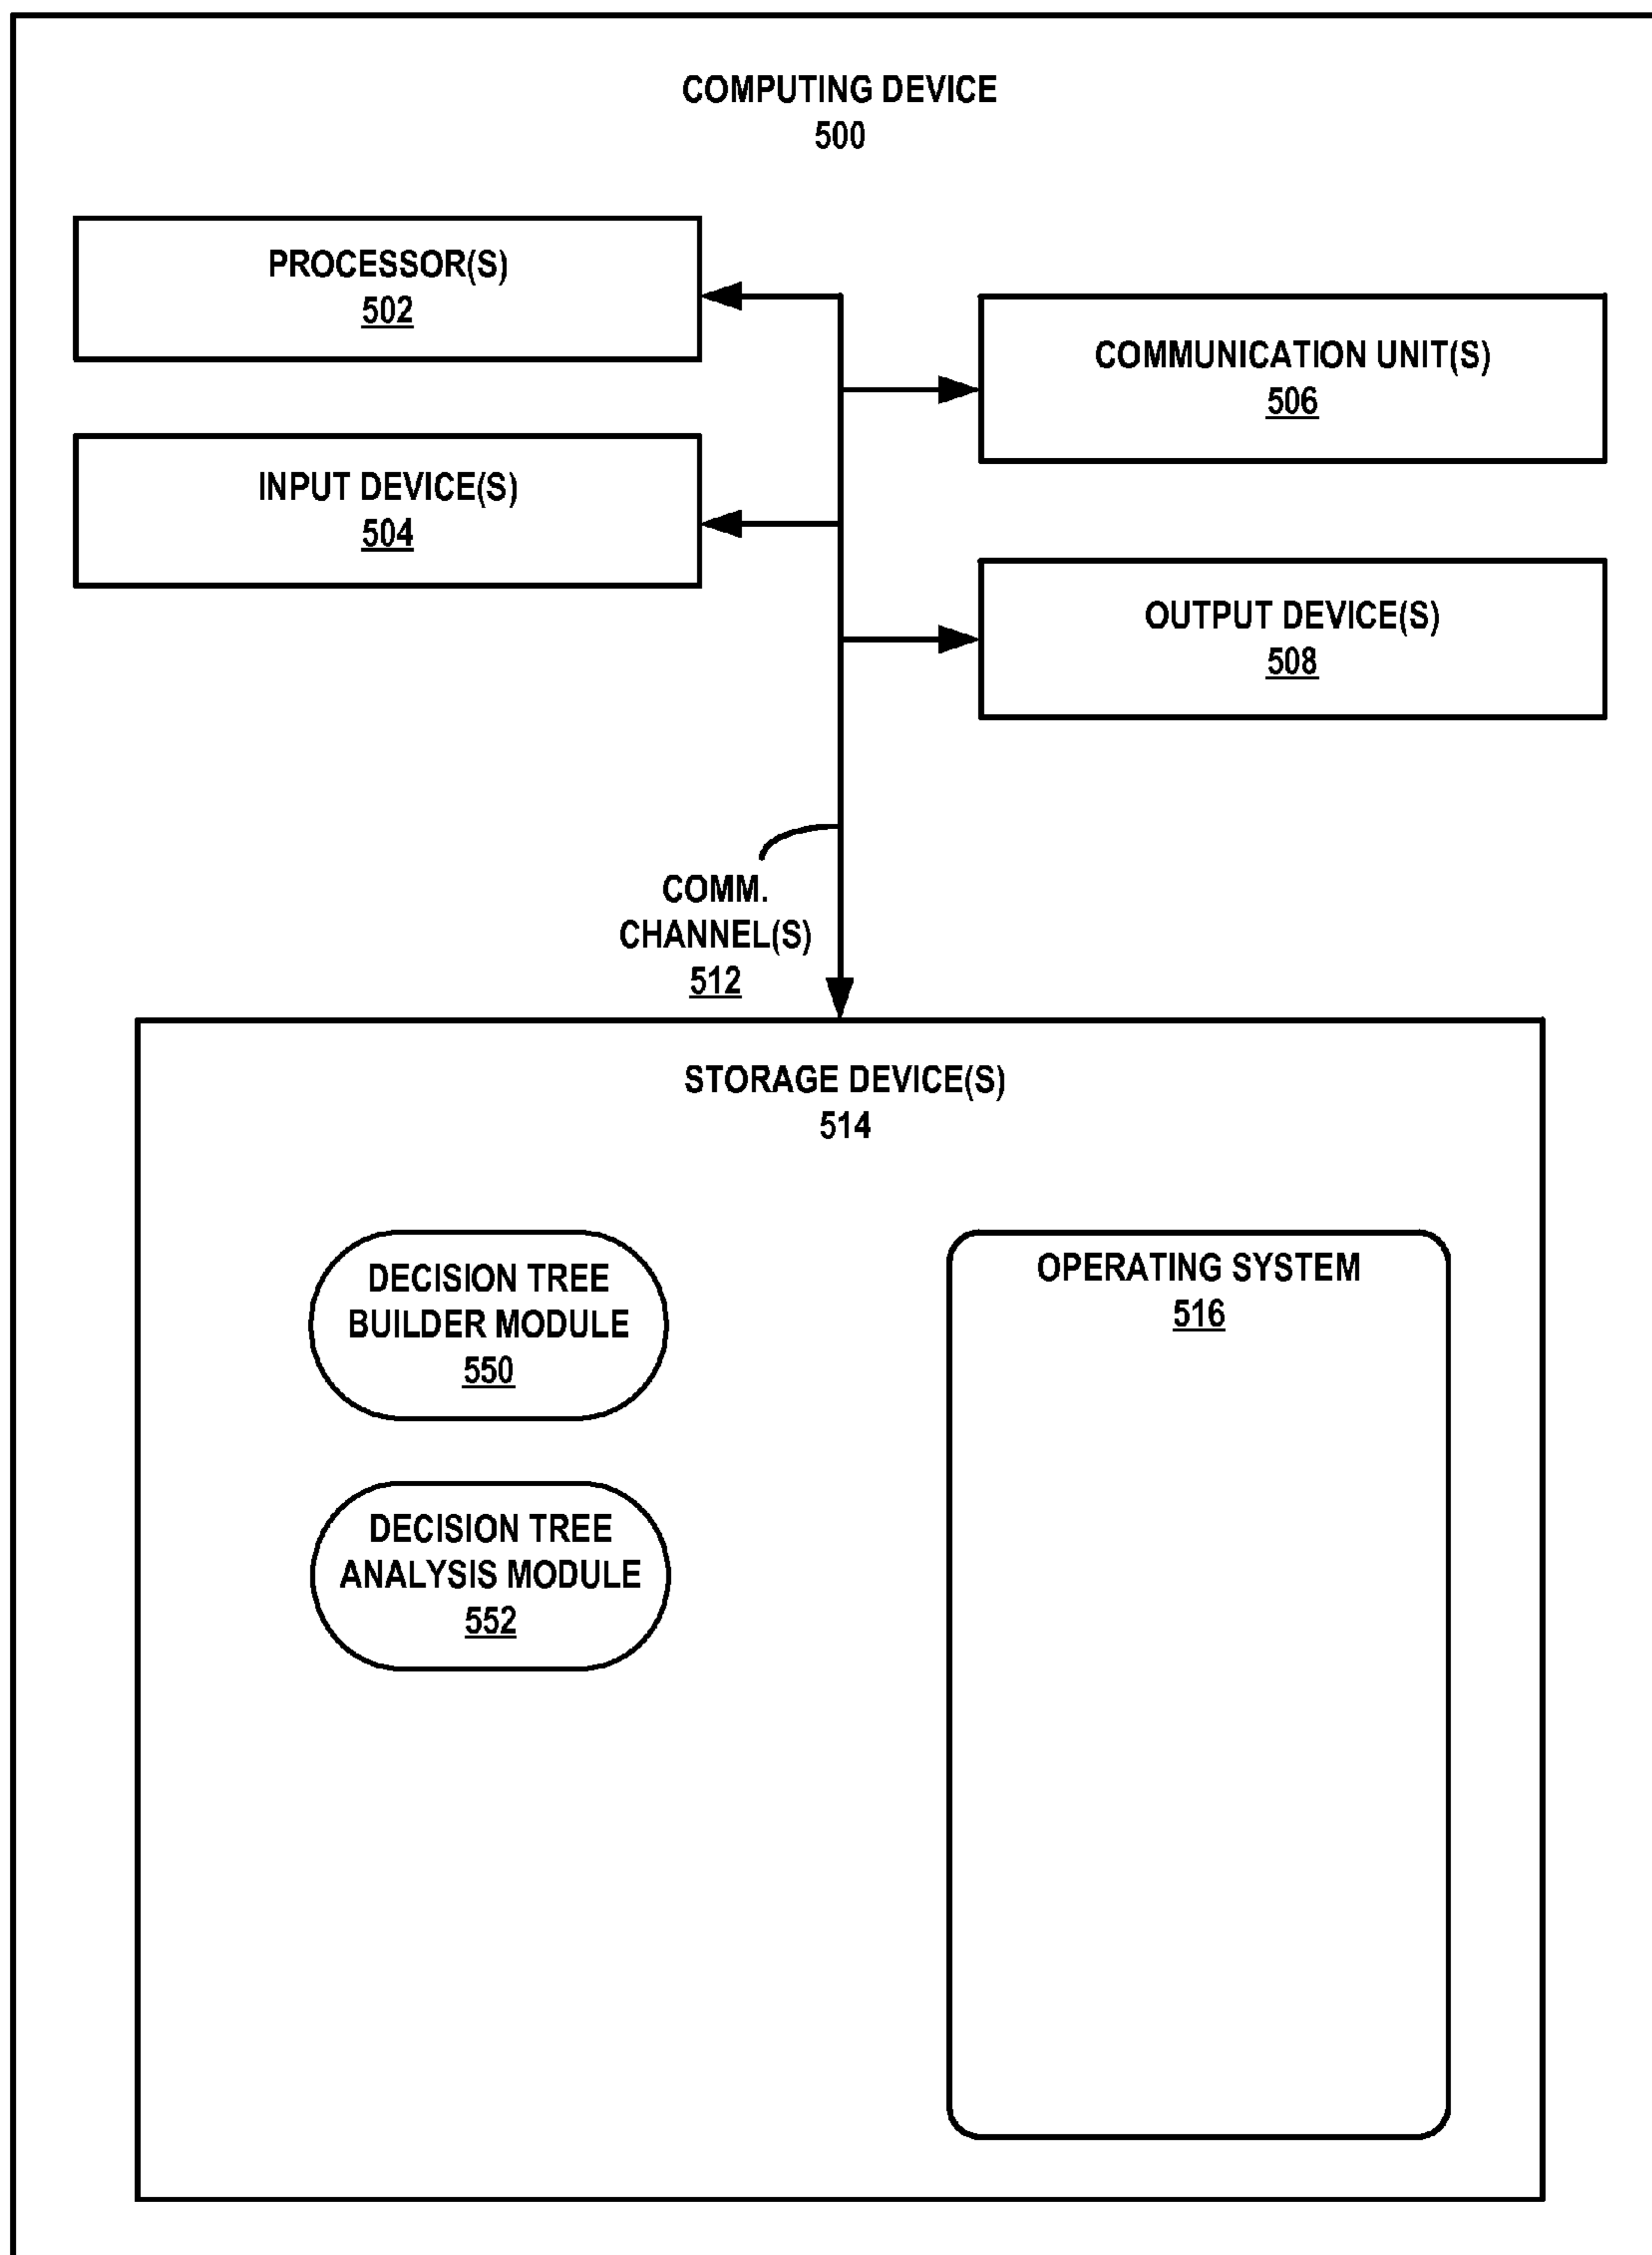 COMPUTING DEVICE
500
PROCESSOR(S)
502
COMMUNICATION UNIT(S)
506
INPUT DEVICE(S)
504
OUTPUT DEVICE(S)
508
COMM.
CHANNEL(S)
512
STORAGE DEVICE(S)
514
DECISION TREE
BUILDER MODULE
550
OPERATING SYSTEM
516
DECISION TREE
ANALYSIS MODULE
552